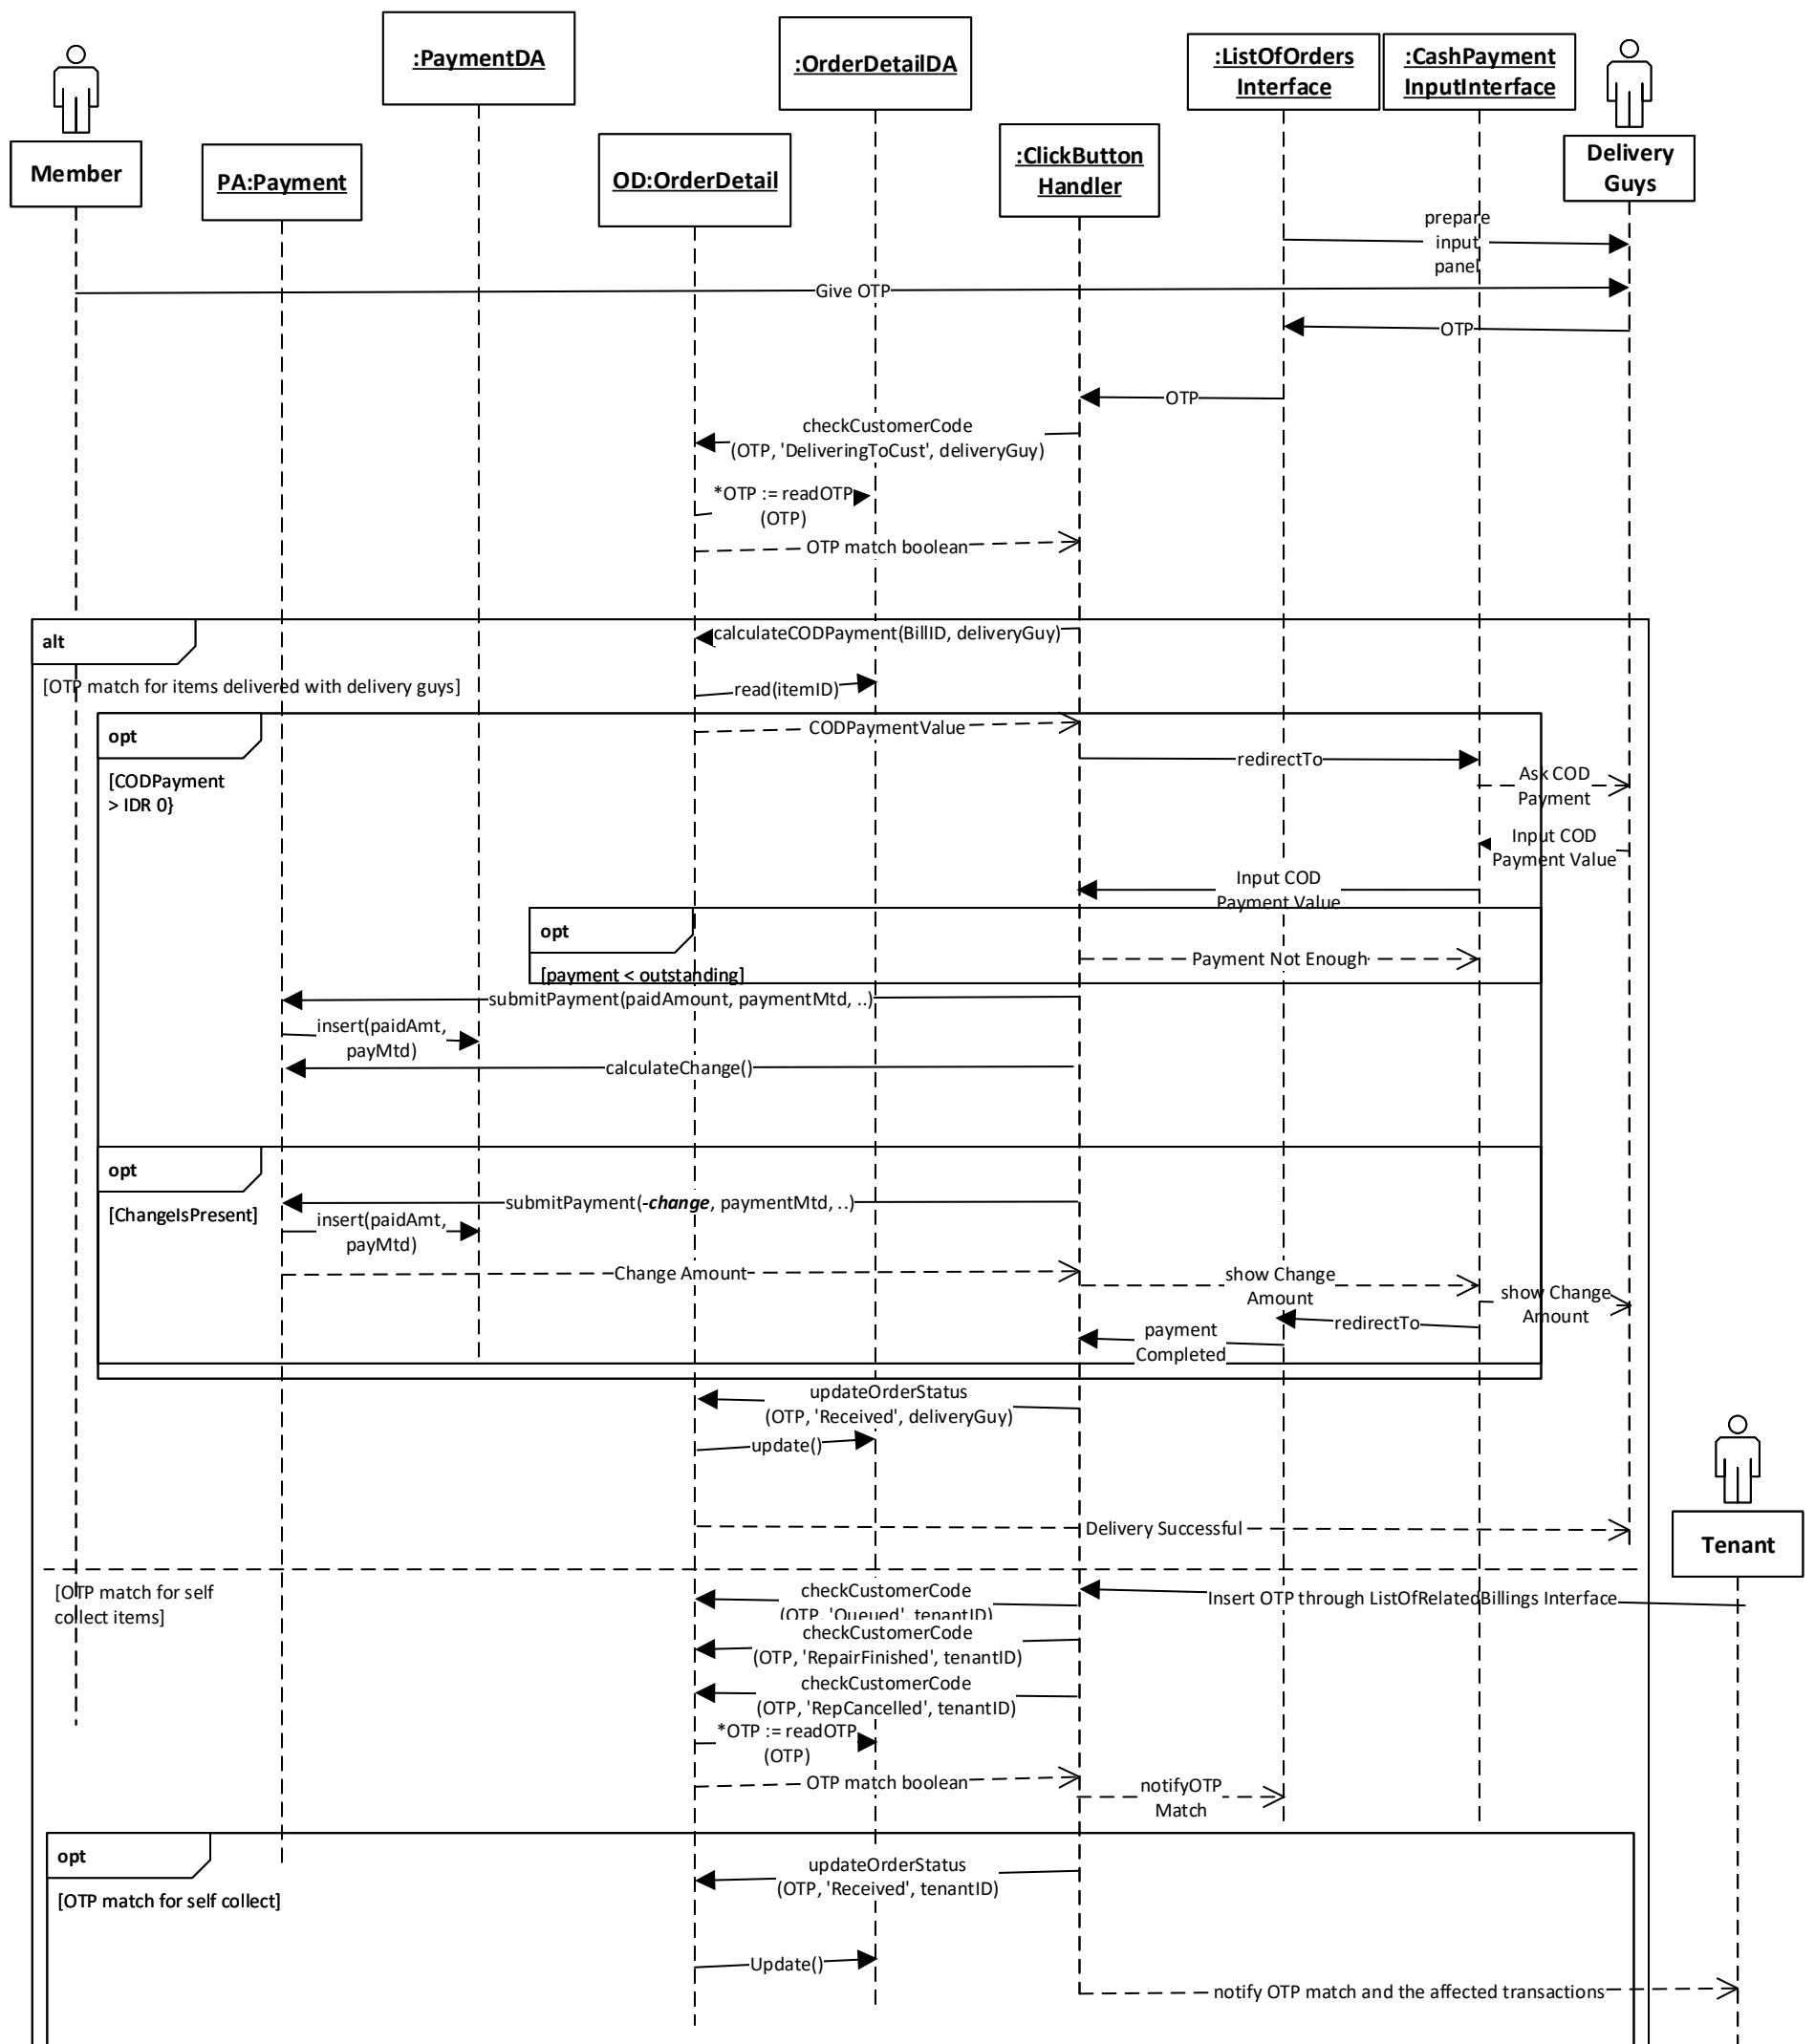 :PaymentDA
:OrderDetailDA
:ListOfOrders
Interface
:CashPayment
InputInterface
Member
PA:Payment
OD:OrderDetail
:ClickButton
Handler
Delivery
Guys
prepare
input
panel
Give OTP
OTP
OTP
checkCustomerCode
(OTP, 'DeliveringToCust', deliveryGuy)
*OTP := readOTP
(OTP)
OTP match boolean
alt
calculateCODPayment(BillID, deliveryGuy)
[OTP match for items delivered with delivery guys]
read(itemID)
opt
CODPaymentValue
[CODPayment
> IDR 0}
redirectTo
Ask COD
Payment
Input COD
Payment Value
Input COD
Payment Value
opt
[payment < outstanding]
Payment Not Enough
submitPayment(paidAmount, paymentMtd, ..)
insert(paidAmt,
payMtd)
calculateChange()
opt
[ChangeIsPresent]
submitPayment(-change, paymentMtd, ..)
insert(paidAmt,
payMtd)
Change Amount
show Change
Amount
show Change
Amount
redirectTo
payment
Completed
updateOrderStatus
(OTP, 'Received', deliveryGuy)
update()
Delivery Successful
Tenant
[OTP match for self
collect items]
checkCustomerCode
(OTP, 'Queued', tenantID)
Insert OTP through ListOfRelatedBillings Interface
checkCustomerCode
(OTP, 'RepairFinished', tenantID)
checkCustomerCode
(OTP, 'RepCancelled', tenantID)
*OTP := readOTP
(OTP)
OTP match boolean
notifyOTP
Match
opt
[OTP match for self collect]
updateOrderStatus
(OTP, 'Received', tenantID)
Update()
notify OTP match and the affected transactions